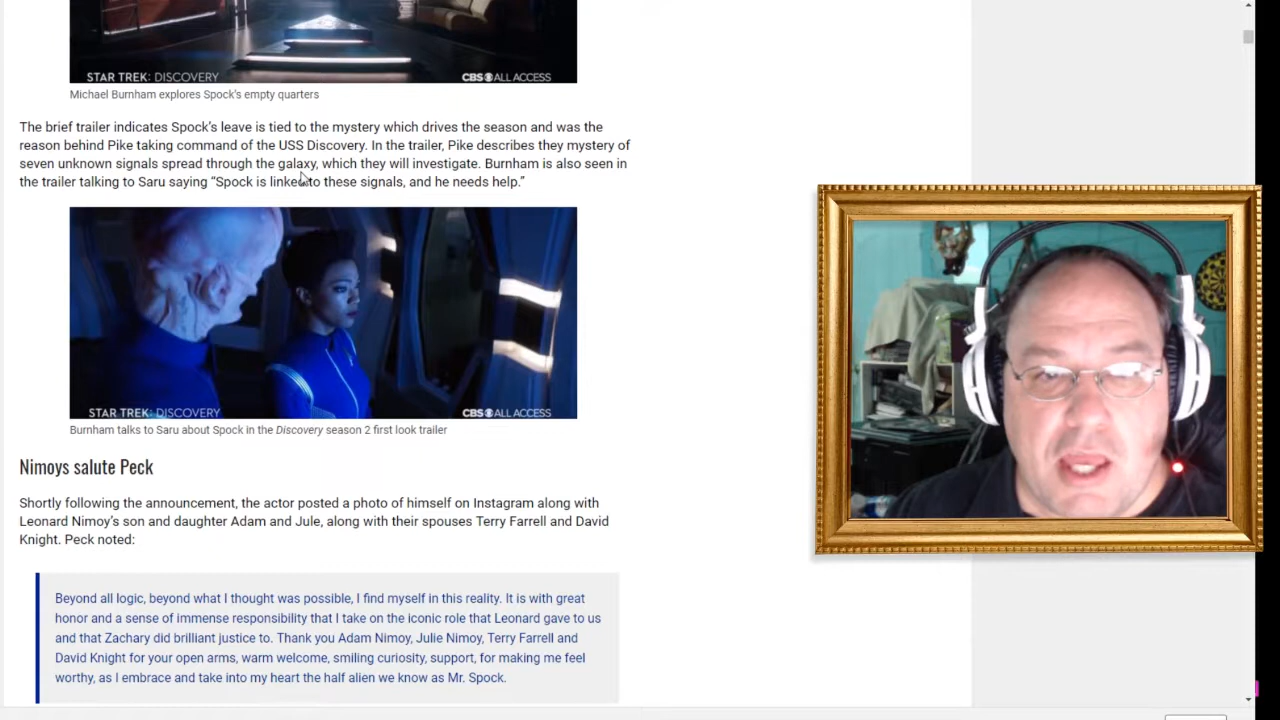 STAR TREK: DISCOVERY
CBS ALL ACCESS
Michael Burnham explores Spock's empty quarters
The brief trailer indicates Spock's leave is tied to the mystery which drives the season and was the
reason behind Pike taking command of the USS Discovery. In the trailer, Pike describes they mystery of
seven unknown signals spread through the galaxy, which they will investigate. Burnham is also seen in
the trailer talking to Saru saying “Spock is linked to these signals, and he needs help.”
STAR TREK: DISCOVERY
CBS ALL ACCESS
Burnham talks to Saru about Spock in the Discovery season 2 first look trailer
Nimoys salute Peck
Shortly following the announcement, the actor posted a photo of himself on Instagram along with
Leonard Nimoy's son and daughter Adam and Jule, along with their spouses Terry Farrell and David
Knight. Peck noted:
Beyond all logic, beyond what I thought was possible, I find myself in this reality. It is with great
honor and a sense of immense responsibility that I take on the iconic role that Leonard gave to us
and that Zachary did brilliant justice to. Thank you Adam Nimoy, Julie Nimoy, Terry Farrell and
David Knight for your open arms, warm welcome, smiling curiosity, support, for making me feel
worthy, as I embrace and take into my heart the half alien we know as Mr. Spock.